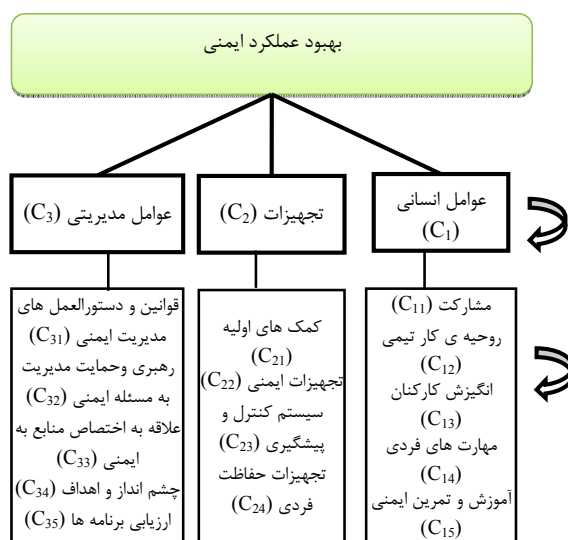 بهبود عملکرد ایمنی
عوامل انسانی
(C₁)
تجهیزات (C₂)
عوامل مدیریتی (C₃)
مشارکت (C₁₁)
روحیه ی کار تیمی
(C₁₂)
انگیزش کارکنان
(C₁₃)
مهارت های فردی
(C₁₄)
آموزش و تمرین ایمنی
(C₁₅)
کمک های اولیه
(C₂₁)
تجهیزات ایمنی (C₂₂)
سیستم کنترل و
پیشگیری (C₂₃)
تجهیزات حفاظت
فردی (C₂₄)
قوانین و دستورالعمل های
مدیریت ایمنی (C₃₁)
رهبری وحمایت مدیریت
به مسئله ایمنی (C₃₂)
علاقه به اختصاص منابع به
ایمنی (C₃₃)
چشم انداز و اهداف (C₃₄)
ارزیابی برنامه ها (C₃₅)